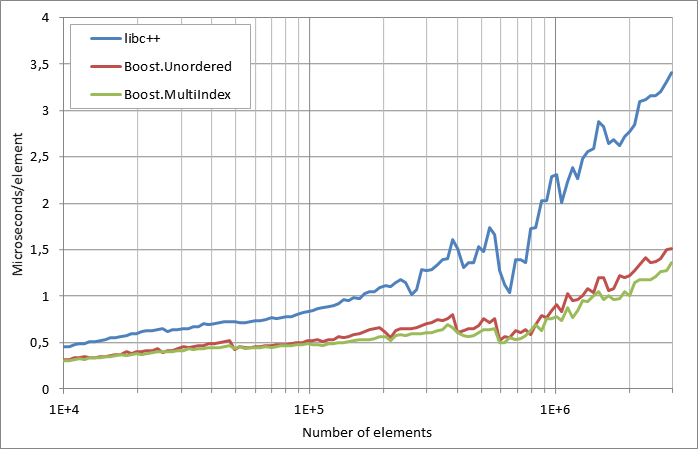 4
3,5
3
2,5
2
1,5
1
0,5
0
Microseconds/element
libc++
Boost.Unordered
Boost.MultiIndex
1E+4
1E+5
1E+6
Number of elements